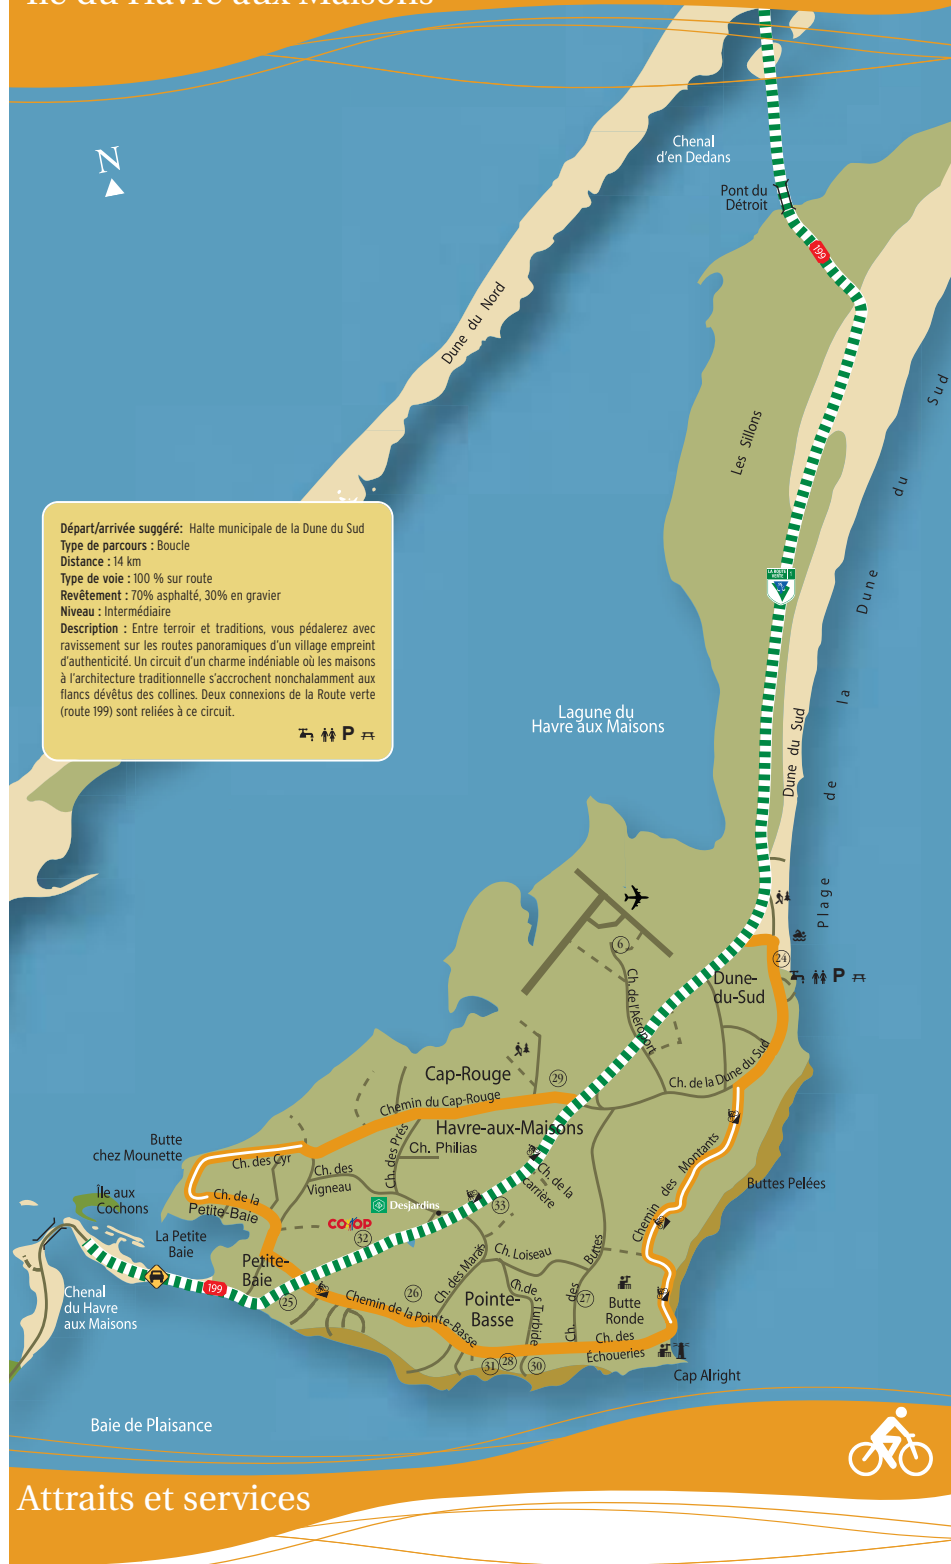 Île du Havre aux Maisons
N
Chenal
d'en Dedans
Pont du
Détroit
199
Dune du Nord
Les Sillons
Plage de la Dune du Sud
Départ/arrivée suggéré: Halte municipale de la Dune du Sud
Type de parcours : Boucle
Distance : 14 km
Type de voie : 100 % sur route
Revêtement : 70% asphalté, 30% en gravier
Niveau : Intermédiaire
Description : Entre terroir et traditions, vous pédalerez avec
ravissement sur les routes panoramiques d'un village empreint
d'authenticité. Un circuit d'un charme indéniable où les maisons
à l'architecture traditionnelle s'accrochent nonchalamment aux
flancs dévêtus des collines. Deux connexions de la Route verte
(route 199) sont reliées à ce circuit.
P
LA ROUTE
VERTE
1
Lagune du
Havre aux Maisons
Dune du Sud
6
24
P
Dune-
du-Sud
Ch. de l'Aéroport
Cap-Rouge
29
Ch. de la Dune du Sud
Chemin du Cap-Rouge
Havre-aux-Maisons
Butte
chez Mounette
Ch. des Cyr
Ch. des Prés
Ch. Philias
Ch. des
Vigneau
Ch. de la
Carrière
Chemin des Montants
Buttes Pelées
Île aux
Cochons
Ch. de la
Petite-Baie
Desjardins
COOP
32
33
La Petite
Baie
Petite-
Baie
Ch. des Marais
Ch. Loiseau
Ch. des Buttes
Chenal
du Havre
aux Maisons
199
25
26
Chemin de la Pointe-Basse
Pointe-
Basse
Ch. des Turbide
27
Butte
Ronde
Ch. des
Échoueries
31
28
30
Cap Alright
Baie de Plaisance
Attraits et services